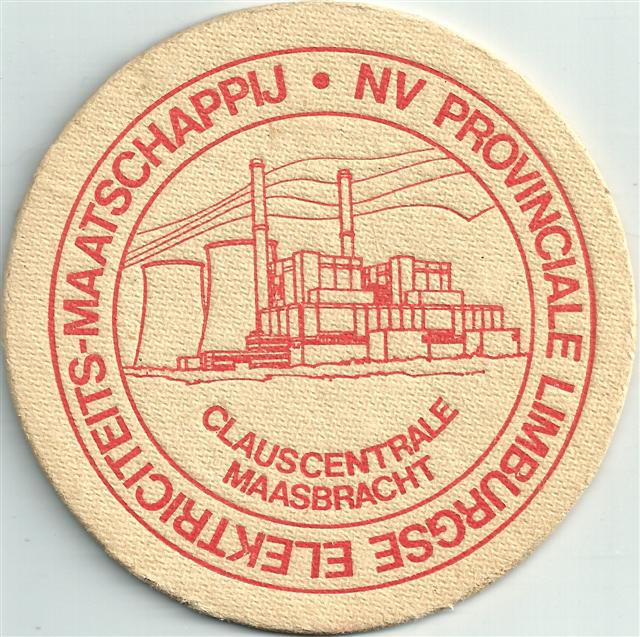 NV PROVINCIALE LIMBURGSE ELEKTRICITEITS-MAATSCHAPPIJ •
CLAUSCENTRALE
MAASBRACHT